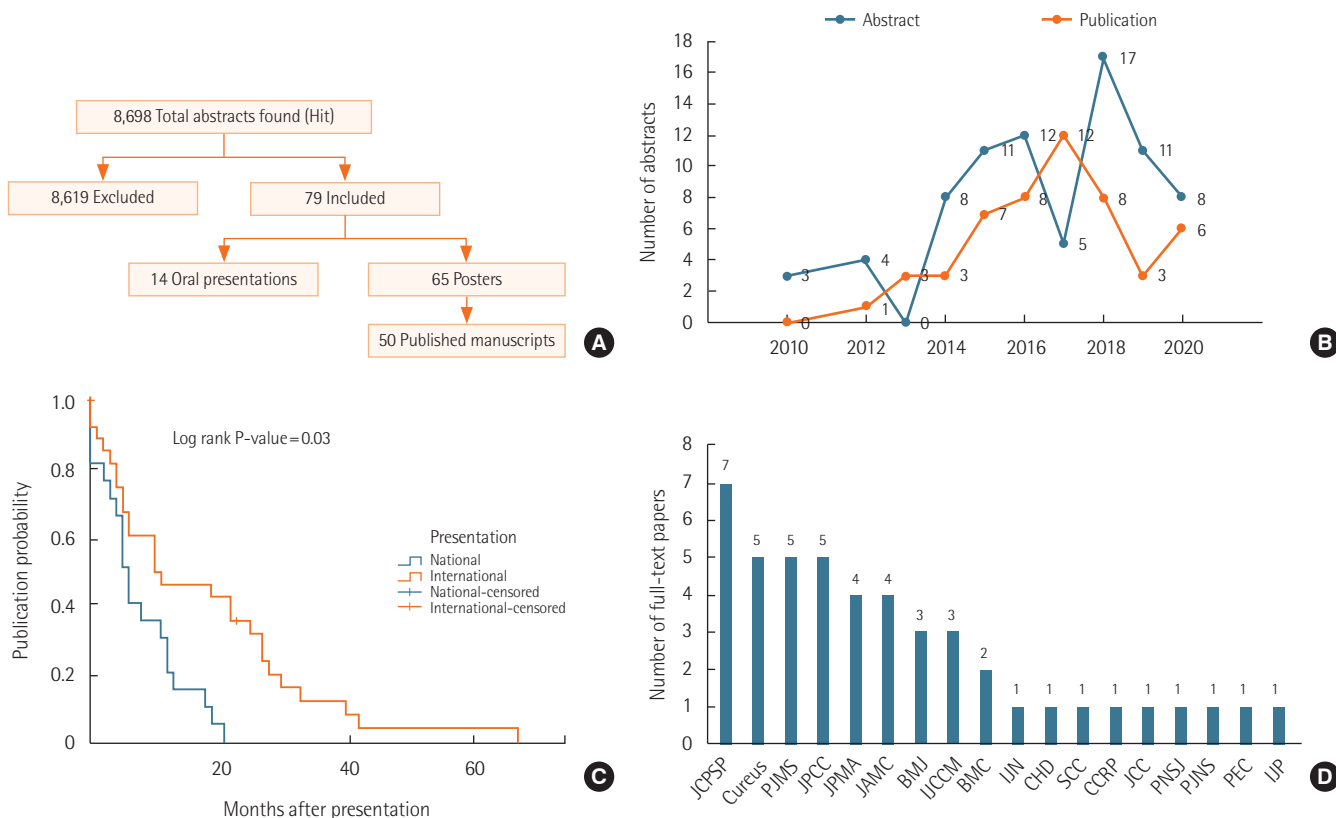 8,698 Total abstracts found (Hit)
8,619 Excluded
79 Included
14 Oral presentations
65 Posters
50 Published manuscripts
A
Abstract
Publication
Number of abstracts
18
16
14
12
10
8
6
4
2
0
3
4
0
8
11
12
5
17
11
8
0
1
3
3
7
8
12
8
3
6
2010
2012
2014
2016
2018
2020
B
Publication probability
1.0
0.8
0.6
0.4
0.2
0
Log rank P-value=0.03
Presentation
National
International
National-censored
International-censored
20
40
60
Months after presentation
C
Number of full-text papers
8
7
6
5
4
3
2
1
0
7
5
5
5
4
4
3
3
2
1
1
1
1
1
1
1
1
1
JCPSP
Cureus
PJMS
JPCC
JPMA
JAMC
BMJ
IJCCM
BMC
IJN
CHD
SCC
CCRP
JCC
PNSJ
PJNS
PEC
IJP
D